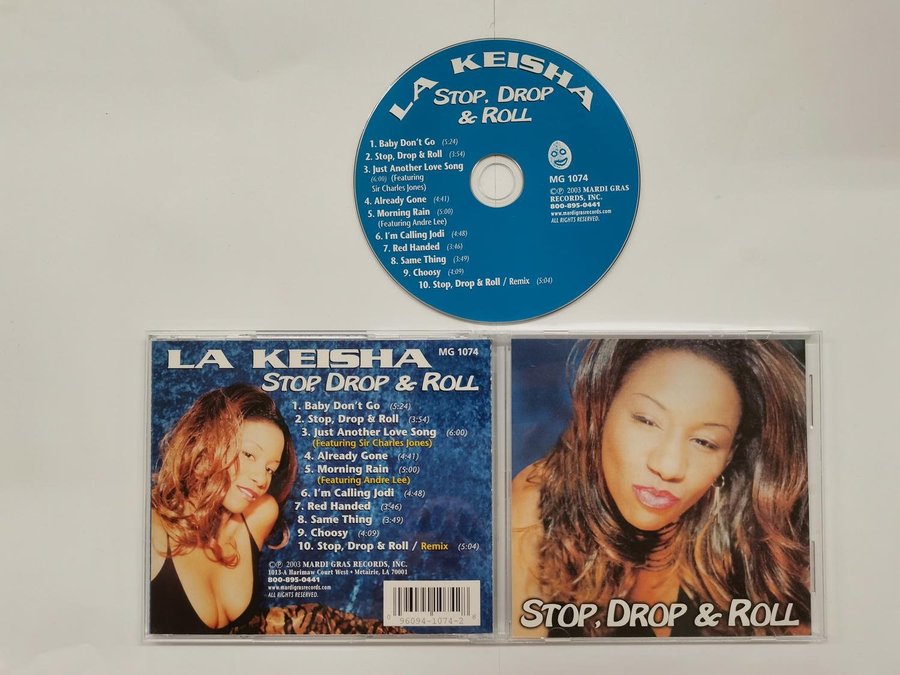 LA KEISHA
STOP, DROP
& ROLL
1. Baby Don't Go (5:24)
2. Stop, Drop & Roll (3:54)
3. Just Another Love Song
(6:00) (Featuring
Sir Charles Jones)
4. Already Gone (4:41)
5. Morning Rain (5:00)
(Featuring Andre Lee)
6. I'm Calling Jodi (4:48)
7. Red Handed (3:46)
8. Same Thing (3:49)
9. Choosy (4:09)
10. Stop, Drop & Roll / Remix (5:04)
MG 1074
©℗ 2003 MARDI GRAS
RECORDS, INC.
800-895-0441
www.mardigrasrecords.com
ALL RIGHTS RESERVED.
LA KEISHA MG 1074
STOP, DROP & ROLL
1. Baby Don't Go (5:24)
2. Stop, Drop & Roll (3:54)
3. Just Another Love Song (6:00)
(Featuring Sir Charles Jones)
4. Already Gone (4:41)
5. Morning Rain (5:00)
(Featuring Andre Lee)
6. I'm Calling Jodi (4:48)
7. Red Handed (3:46)
8. Same Thing (3:49)
9. Choosy (4:09)
10. Stop, Drop & Roll / Remix (5:04)
©℗ 2003 MARDI GRAS RECORDS, INC.
1013-A Harimaw Court West • Metairie, LA 70001
800-895-0441
www.mardigrasrecords.com
ALL RIGHTS RESERVED.
0 96094-1074-2 8
STOP, DROP & ROLL